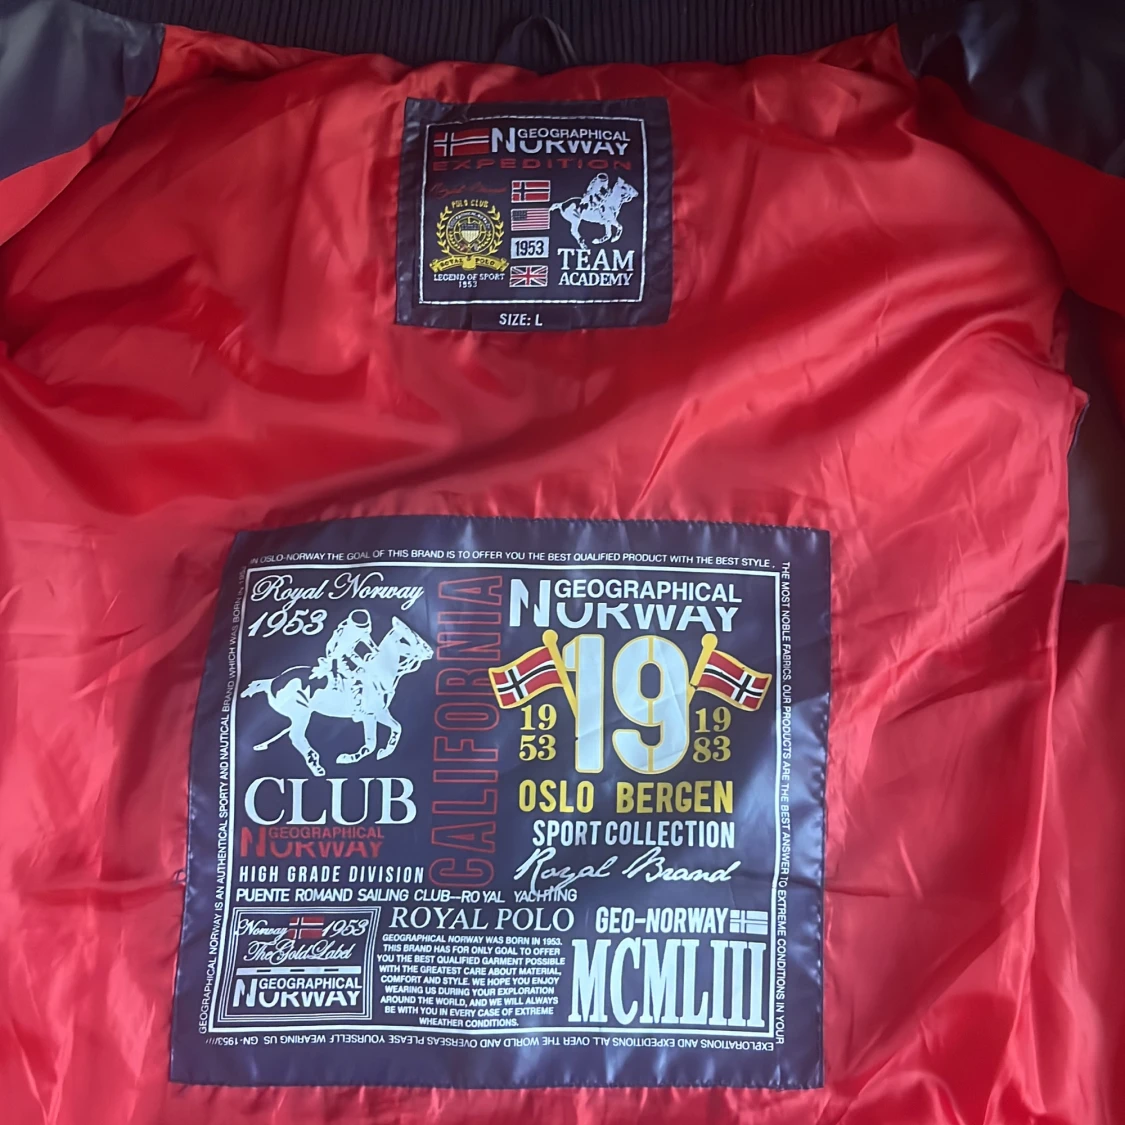 GEOGRAPHICAL
NORWAY
EXPEDITION
POLO CLUB
ROYAL POLO
LEGEND OF SPORT
1953
1953
TEAM
ACADEMY
SIZE: L
IN OSLO-NORWAY THE GOAL OF THIS BRAND IS TO OFFER YOU THE BEST QUALIFIED PRODUCT WITH THE BEST STYLE .
THE MOST NOBLE FABRICS. OUR PRODUCTS ARE THE BEST ANSWER TO EXTREME CONDITIONS IN YOUR
EXPLORATIONS AND EXPEDITIONS ALL OVER THE WORLD AND OVERSEAS PLEASE YOURSELF WEARING US GN-1953////
GEOGRAPHICAL NORWAY IS AN AUTHENTICAL SPORTY AND NAUTICAL BRAND WHICH WAS BORN IN 1953
Royal Norway
1953
CLUB
GEOGRAPHICAL
NORWAY
HIGH GRADE DIVISION
CALIFORNIA
GEOGRAPHICAL
NORWAY
19
19
53
19
83
OSLO BERGEN
SPORT COLLECTION
Royal Brand
PUENTE ROMAND SAILING CLUB--ROYAL YACHTING
Norway 1953
The Gold Label
GEOGRAPHICAL
NORWAY
ROYAL POLO
GEOGRAPHICAL NORWAY WAS BORN IN 1953.
THIS BRAND HAS FOR ONLY GOAL TO OFFER
YOU THE BEST QUALIFIED GARMENT POSSIBLE
WITH THE GREATEST CARE ABOUT MATERIAL,
COMFORT AND STYLE. WE HOPE YOU ENJOY
WEARING US DURING YOUR EXPLORATION
AROUND THE WORLD, AND WE WILL ALWAYS
BE WITH YOU IN EVERY CASE OF EXTREME
WHEATHER CONDITIONS.
GEO-NORWAY
MCMLIII